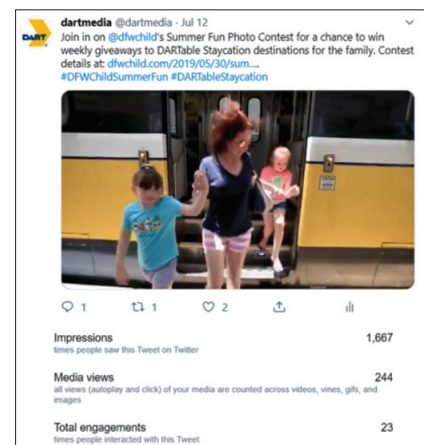 dartmedia @dartmedia · Jul 12
DART
Join in on @dfwchild's Summer Fun Photo Contest for a chance to win
weekly giveaways to DARTable Staycation destinations for the family. Contest
details at: dfwchild.com/2019/05/30/sum....
#DFWChildSummerFun #DARTableStaycation
1 1 2
Impressions 1,667
times people saw this Tweet on Twitter
Media views 244
all views (autoplay and click) of your media are counted across videos, vines, gifs, and
images
Total engagements 23
times people interacted with this Tweet